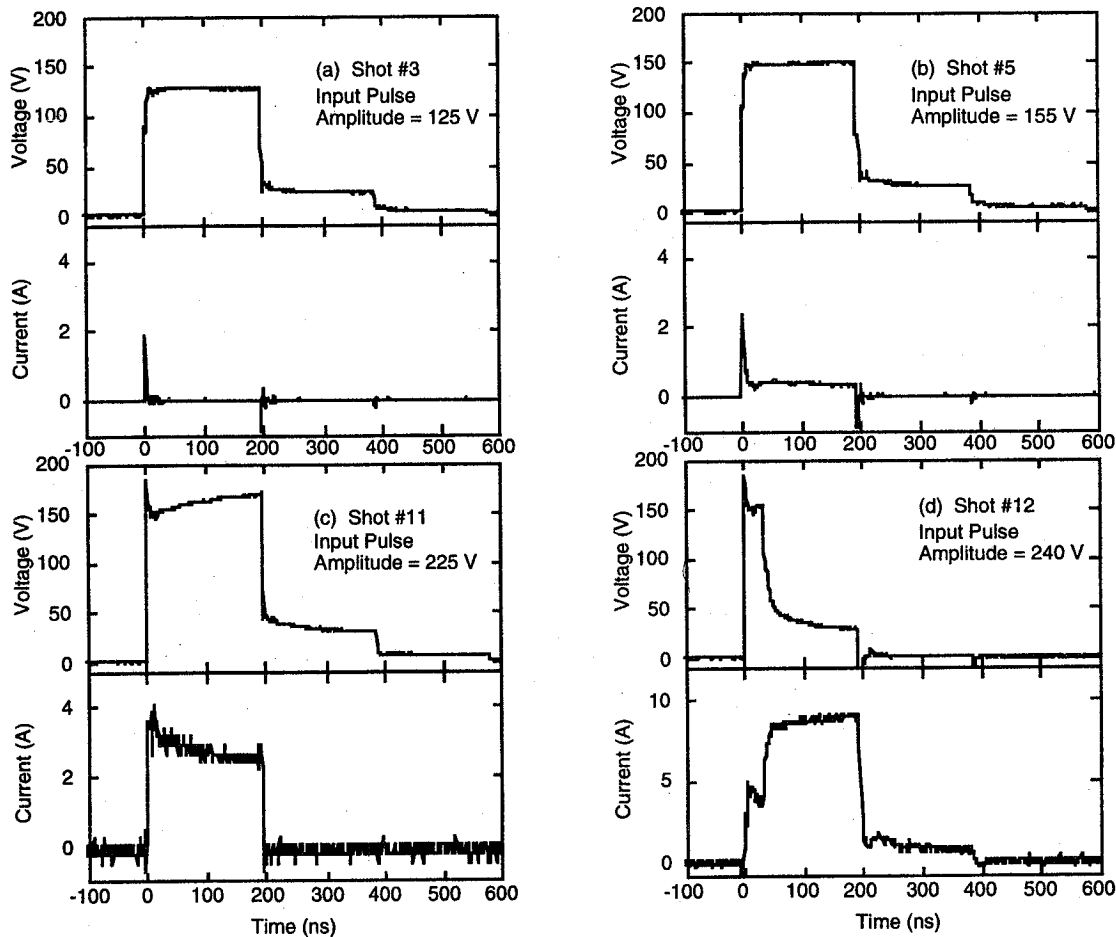 200
150
100
50
0
Voltage (V)
(a) Shot #3
Input Pulse
Amplitude = 125 V
4
2
0
Current (A)
-100 0 100 200 300 400 500 600
200
150
100
50
0
Voltage (V)
(b) Shot #5
Input Pulse
Amplitude = 155 V
4
2
0
Current (A)
-100 0 100 200 300 400 500 600
200
150
100
50
0
Voltage (V)
(c) Shot #11
Input Pulse
Amplitude = 225 V
4
2
0
Current (A)
-100 0 100 200 300 400 500 600
Time (ns)
200
150
100
50
0
Voltage (V)
(d) Shot #12
Input Pulse
Amplitude = 240 V
10
5
0
Current (A)
-100 0 100 200 300 400 500 600
Time (ns)